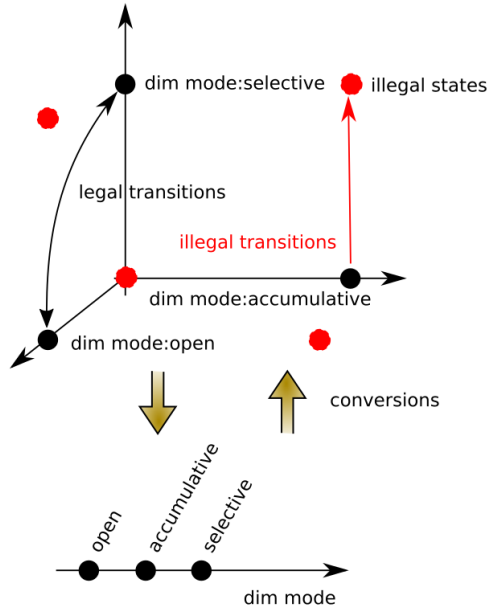 dim mode:selective
illegal states
legal transitions
illegal transitions
dim mode:accumulative
dim mode:open
conversions
open
accumulative
selective
dim mode